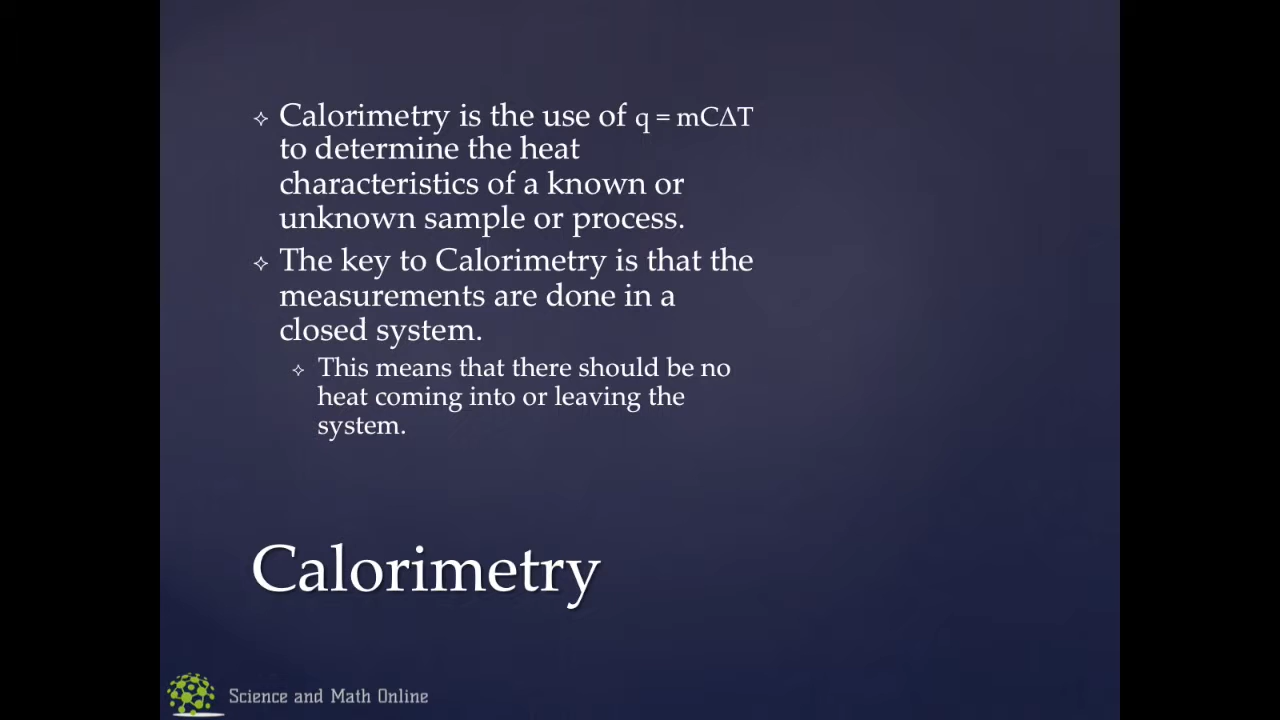 Calorimetry is the use of q = mCΔT
to determine the heat
characteristics of a known or
unknown sample or process.
The key to Calorimetry is that the
measurements are done in a
closed system.
This means that there should be no
heat coming into or leaving the
system.
Calorimetry
Science and Math Online